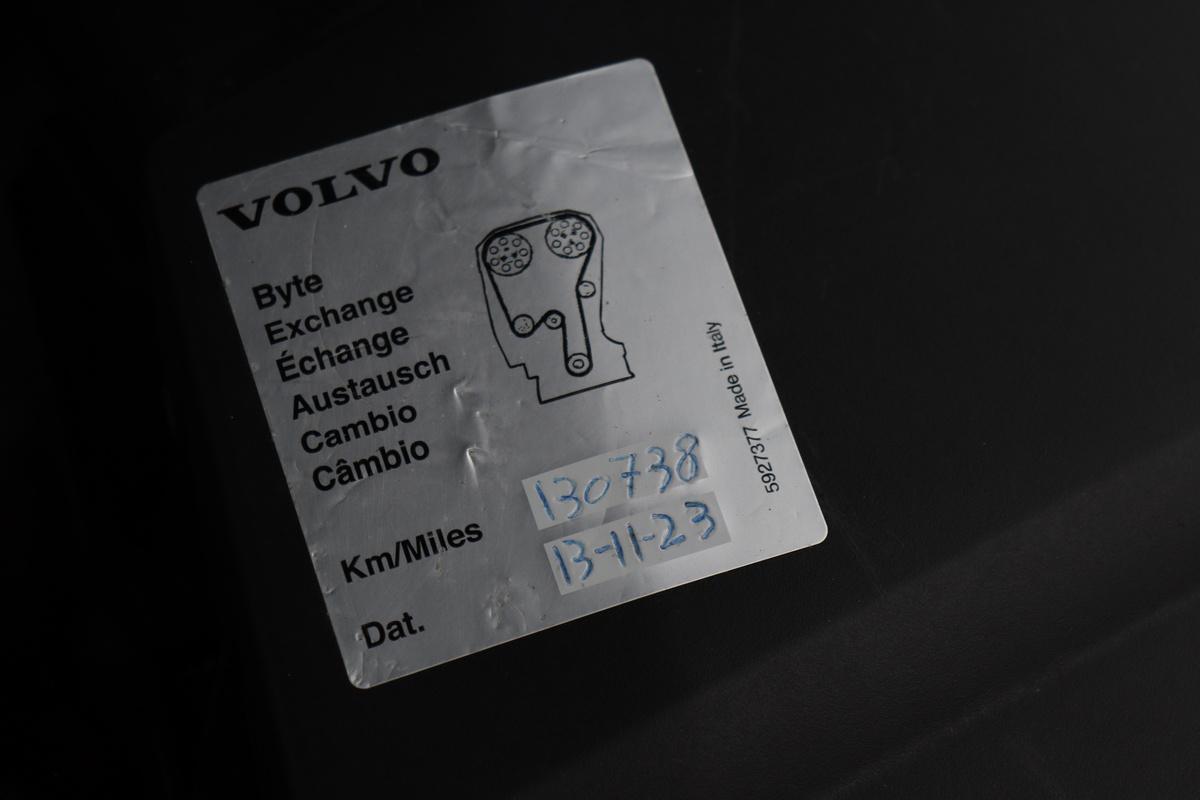 VOLVO
Byte
Exchange
Échange
Austausch
Cambio
Câmbio
Km/Miles 130738
Dat. 13-11-23
5927377 Made in Italy